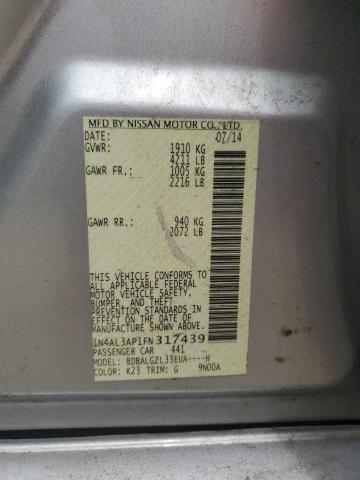 MFD BY NISSAN MOTOR CO., LTD.
DATE: 07/14
GVWR: 1910 KG
4211 LB
GAWR FR.: 1005 KG
2216 LB
GAWR RR.: 940 KG
2072 LB
THIS VEHICLE CONFORMS TO
ALL APPLICABLE FEDERAL
MOTOR VEHICLE SAFETY,
BUMPER, AND THEFT
PREVENTION STANDARDS IN
EFFECT ON THE DATE OF
MANUFACTURE SHOWN ABOVE.
1N4AL3AP1FN317439
PASSENGER CAR 441
MODEL: BDBALGZL33EUA----H
COLOR: K23 TRIM: G 9N00A